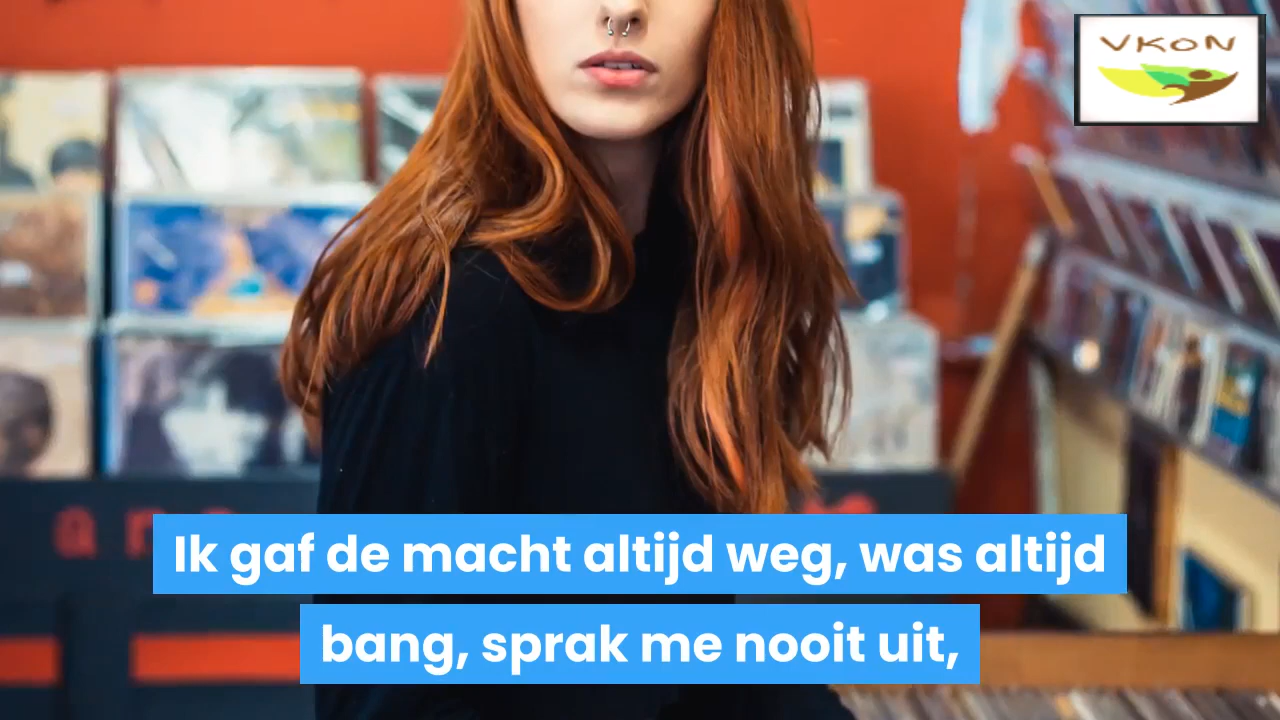 VKON
Ik gaf de macht altijd weg, was altijd
bang, sprak me nooit uit,